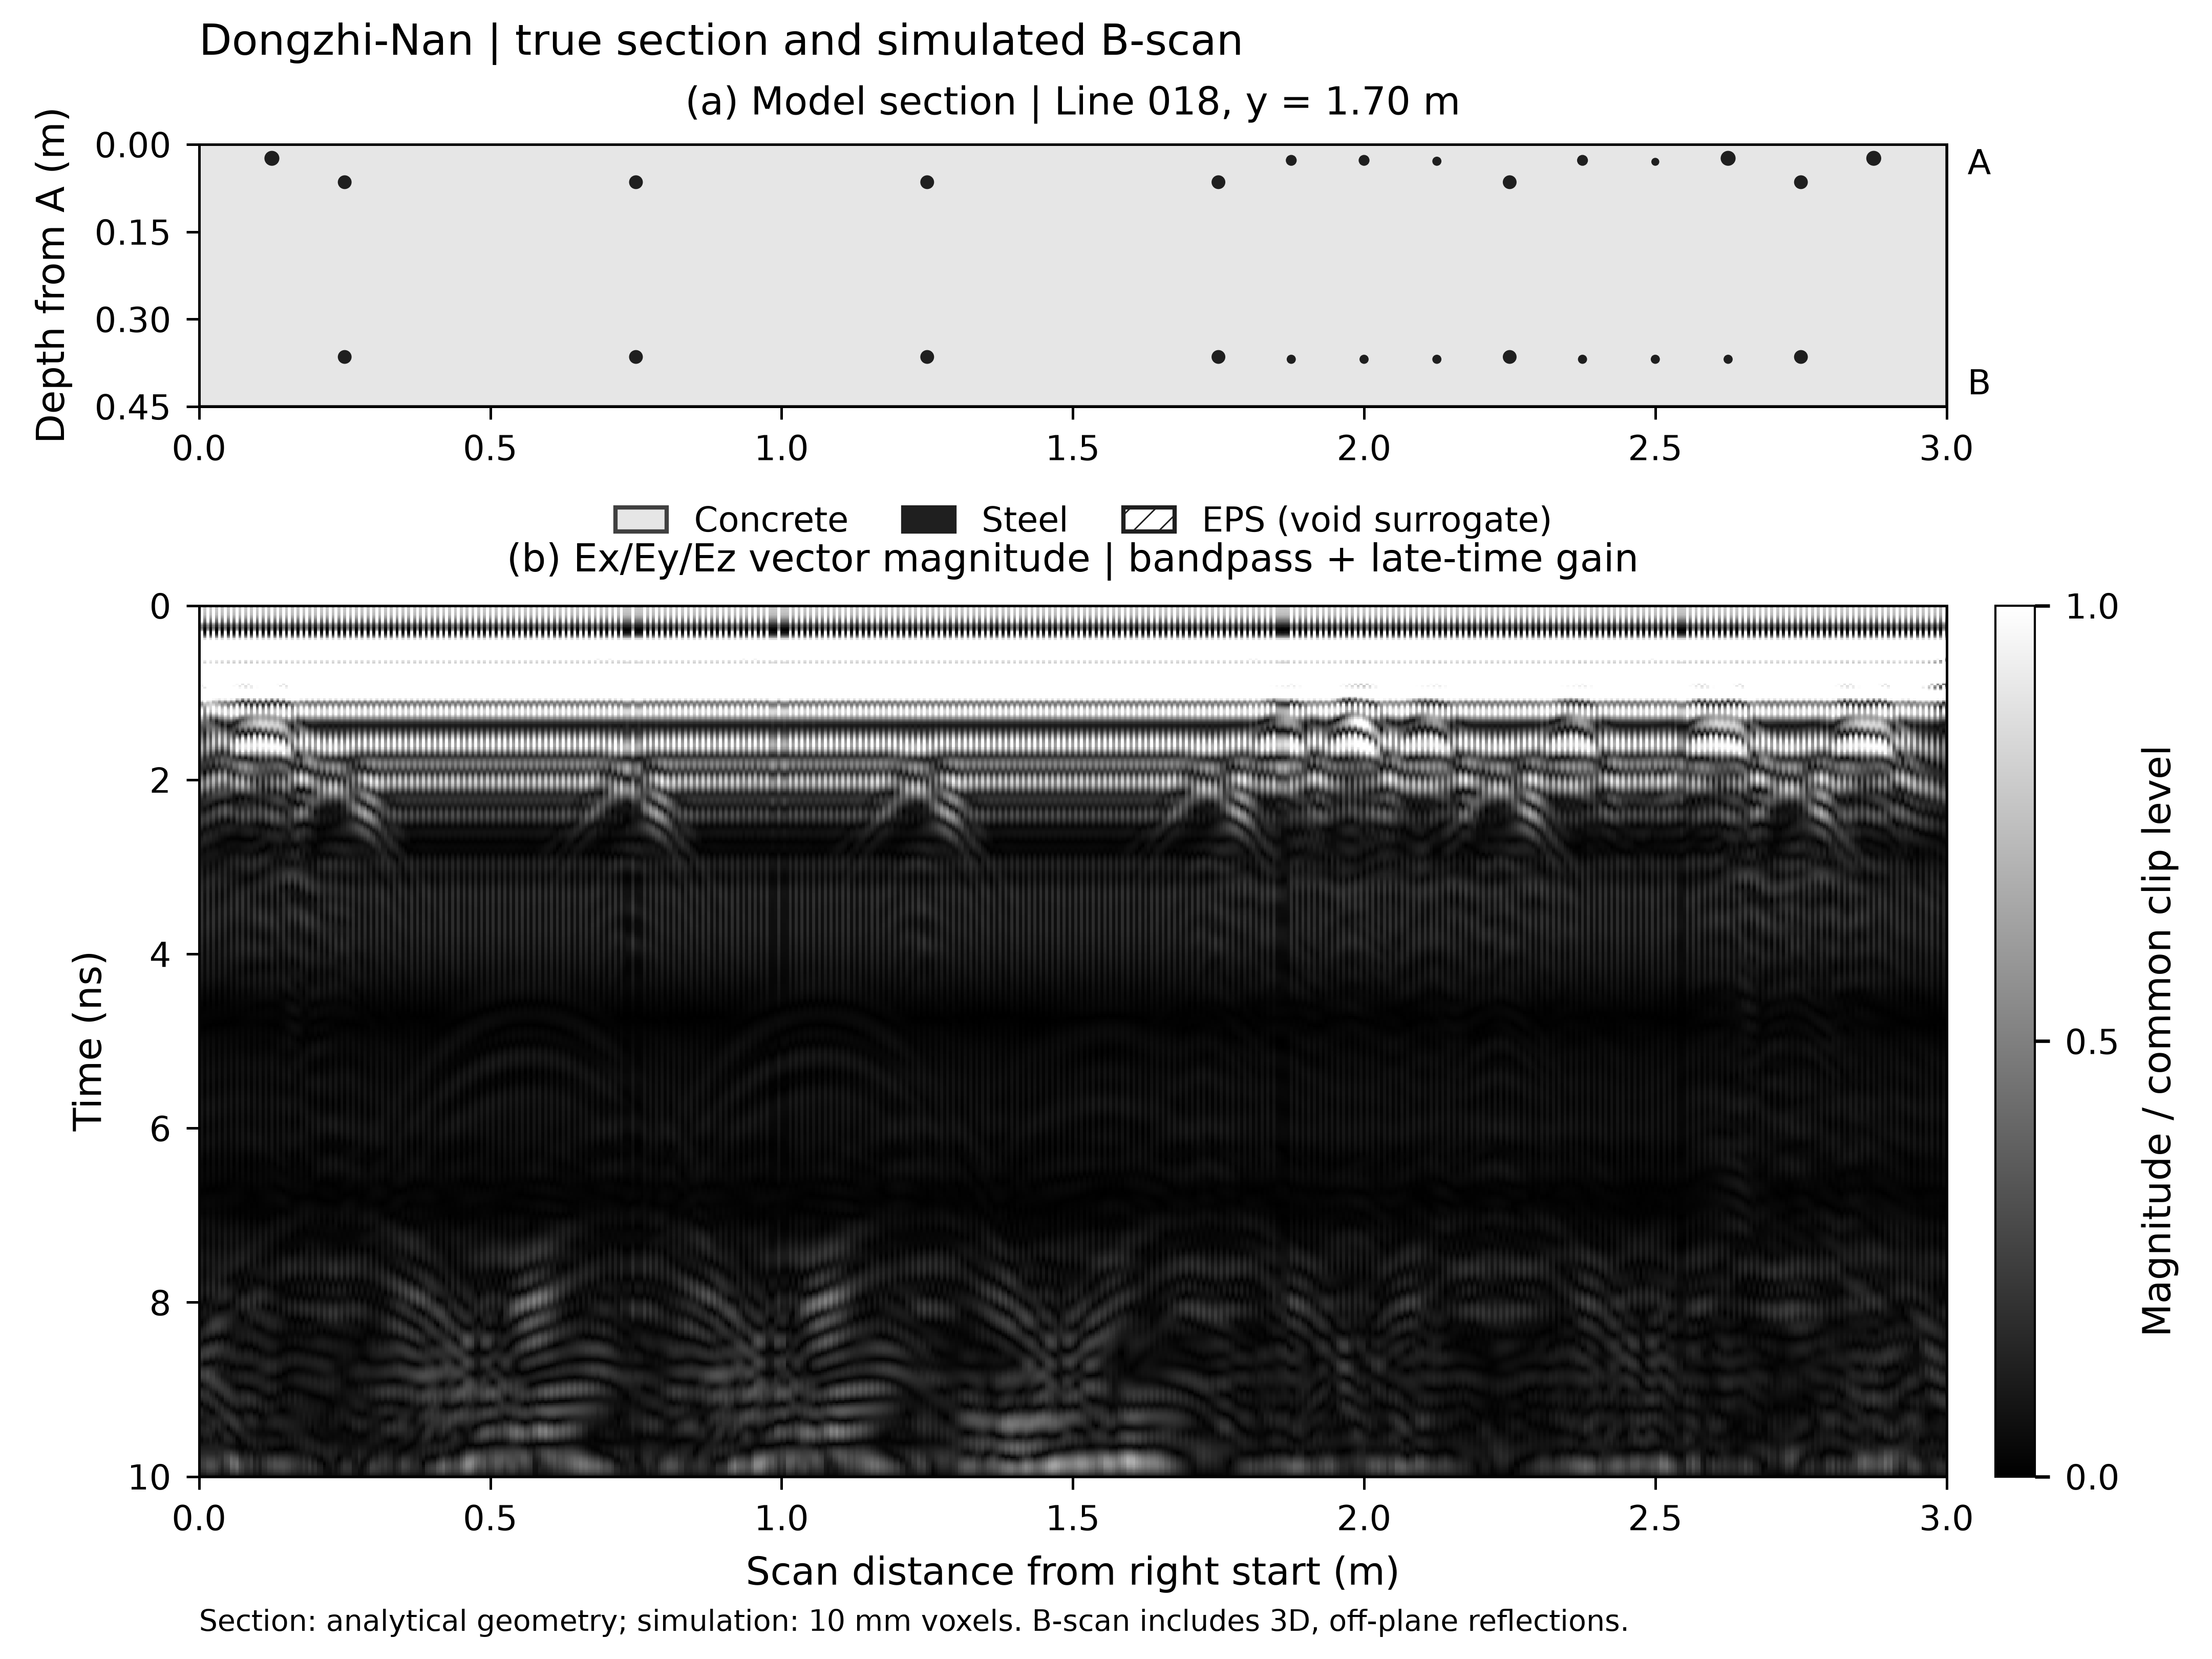 Dongzhi-Nan | true section and simulated B-scan
(a) Model section | Line 018, y = 1.70 m
Depth from A (m)
0.00
0.15
0.30
0.45
A
B
0.0 0.5 1.0 1.5 2.0 2.5 3.0
Concrete Steel EPS (void surrogate)
(b) Ex/Ey/Ez vector magnitude | bandpass + late-time gain
Time (ns)
0
2
4
6
8
10
0.0 0.5 1.0 1.5 2.0 2.5 3.0
Scan distance from right start (m)
1.0
0.5
0.0
Magnitude / common clip level
Section: analytical geometry; simulation: 10 mm voxels. B-scan includes 3D, off-plane reflections.